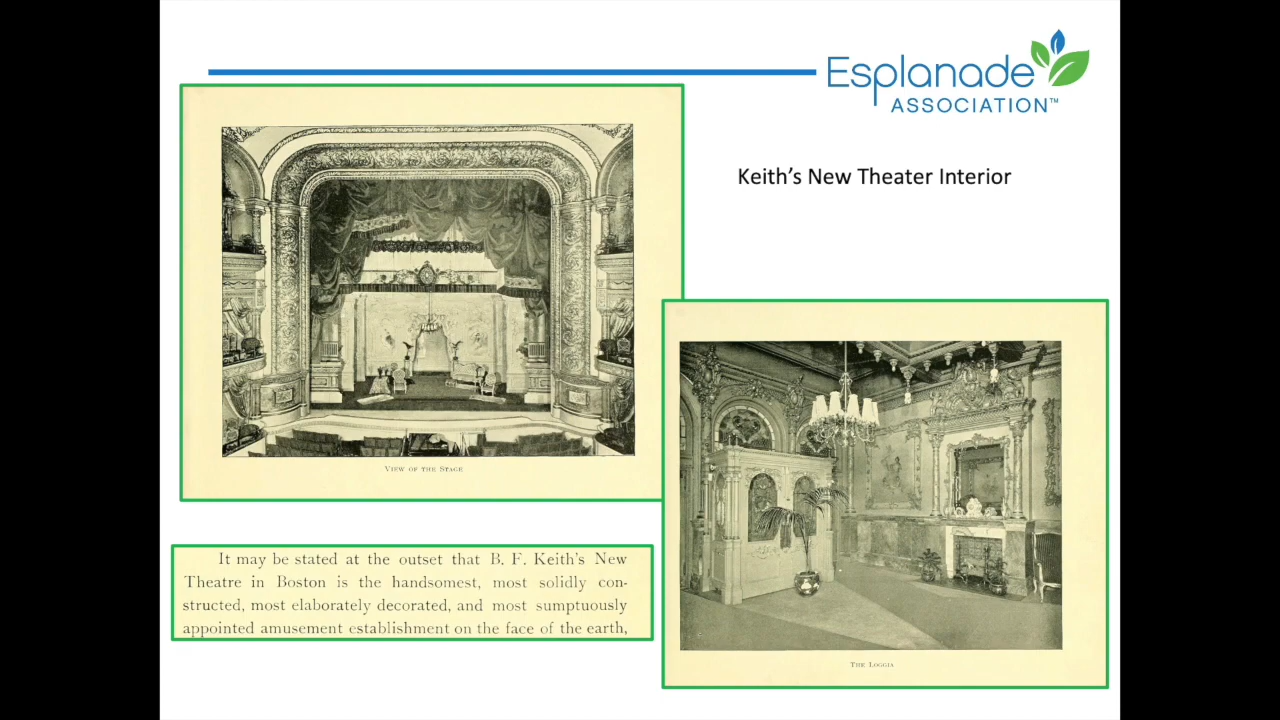 Esplanade
ASSOCIATION™
Keith's New Theater Interior
VIEW OF THE STAGE
It may be stated at the outset that B. F. Keith's New
Theatre in Boston is the handsomest, most solidly con-
structed, most elaborately decorated, and most sumptuously
appointed amusement establishment on the face of the earth,
THE LOGGIA